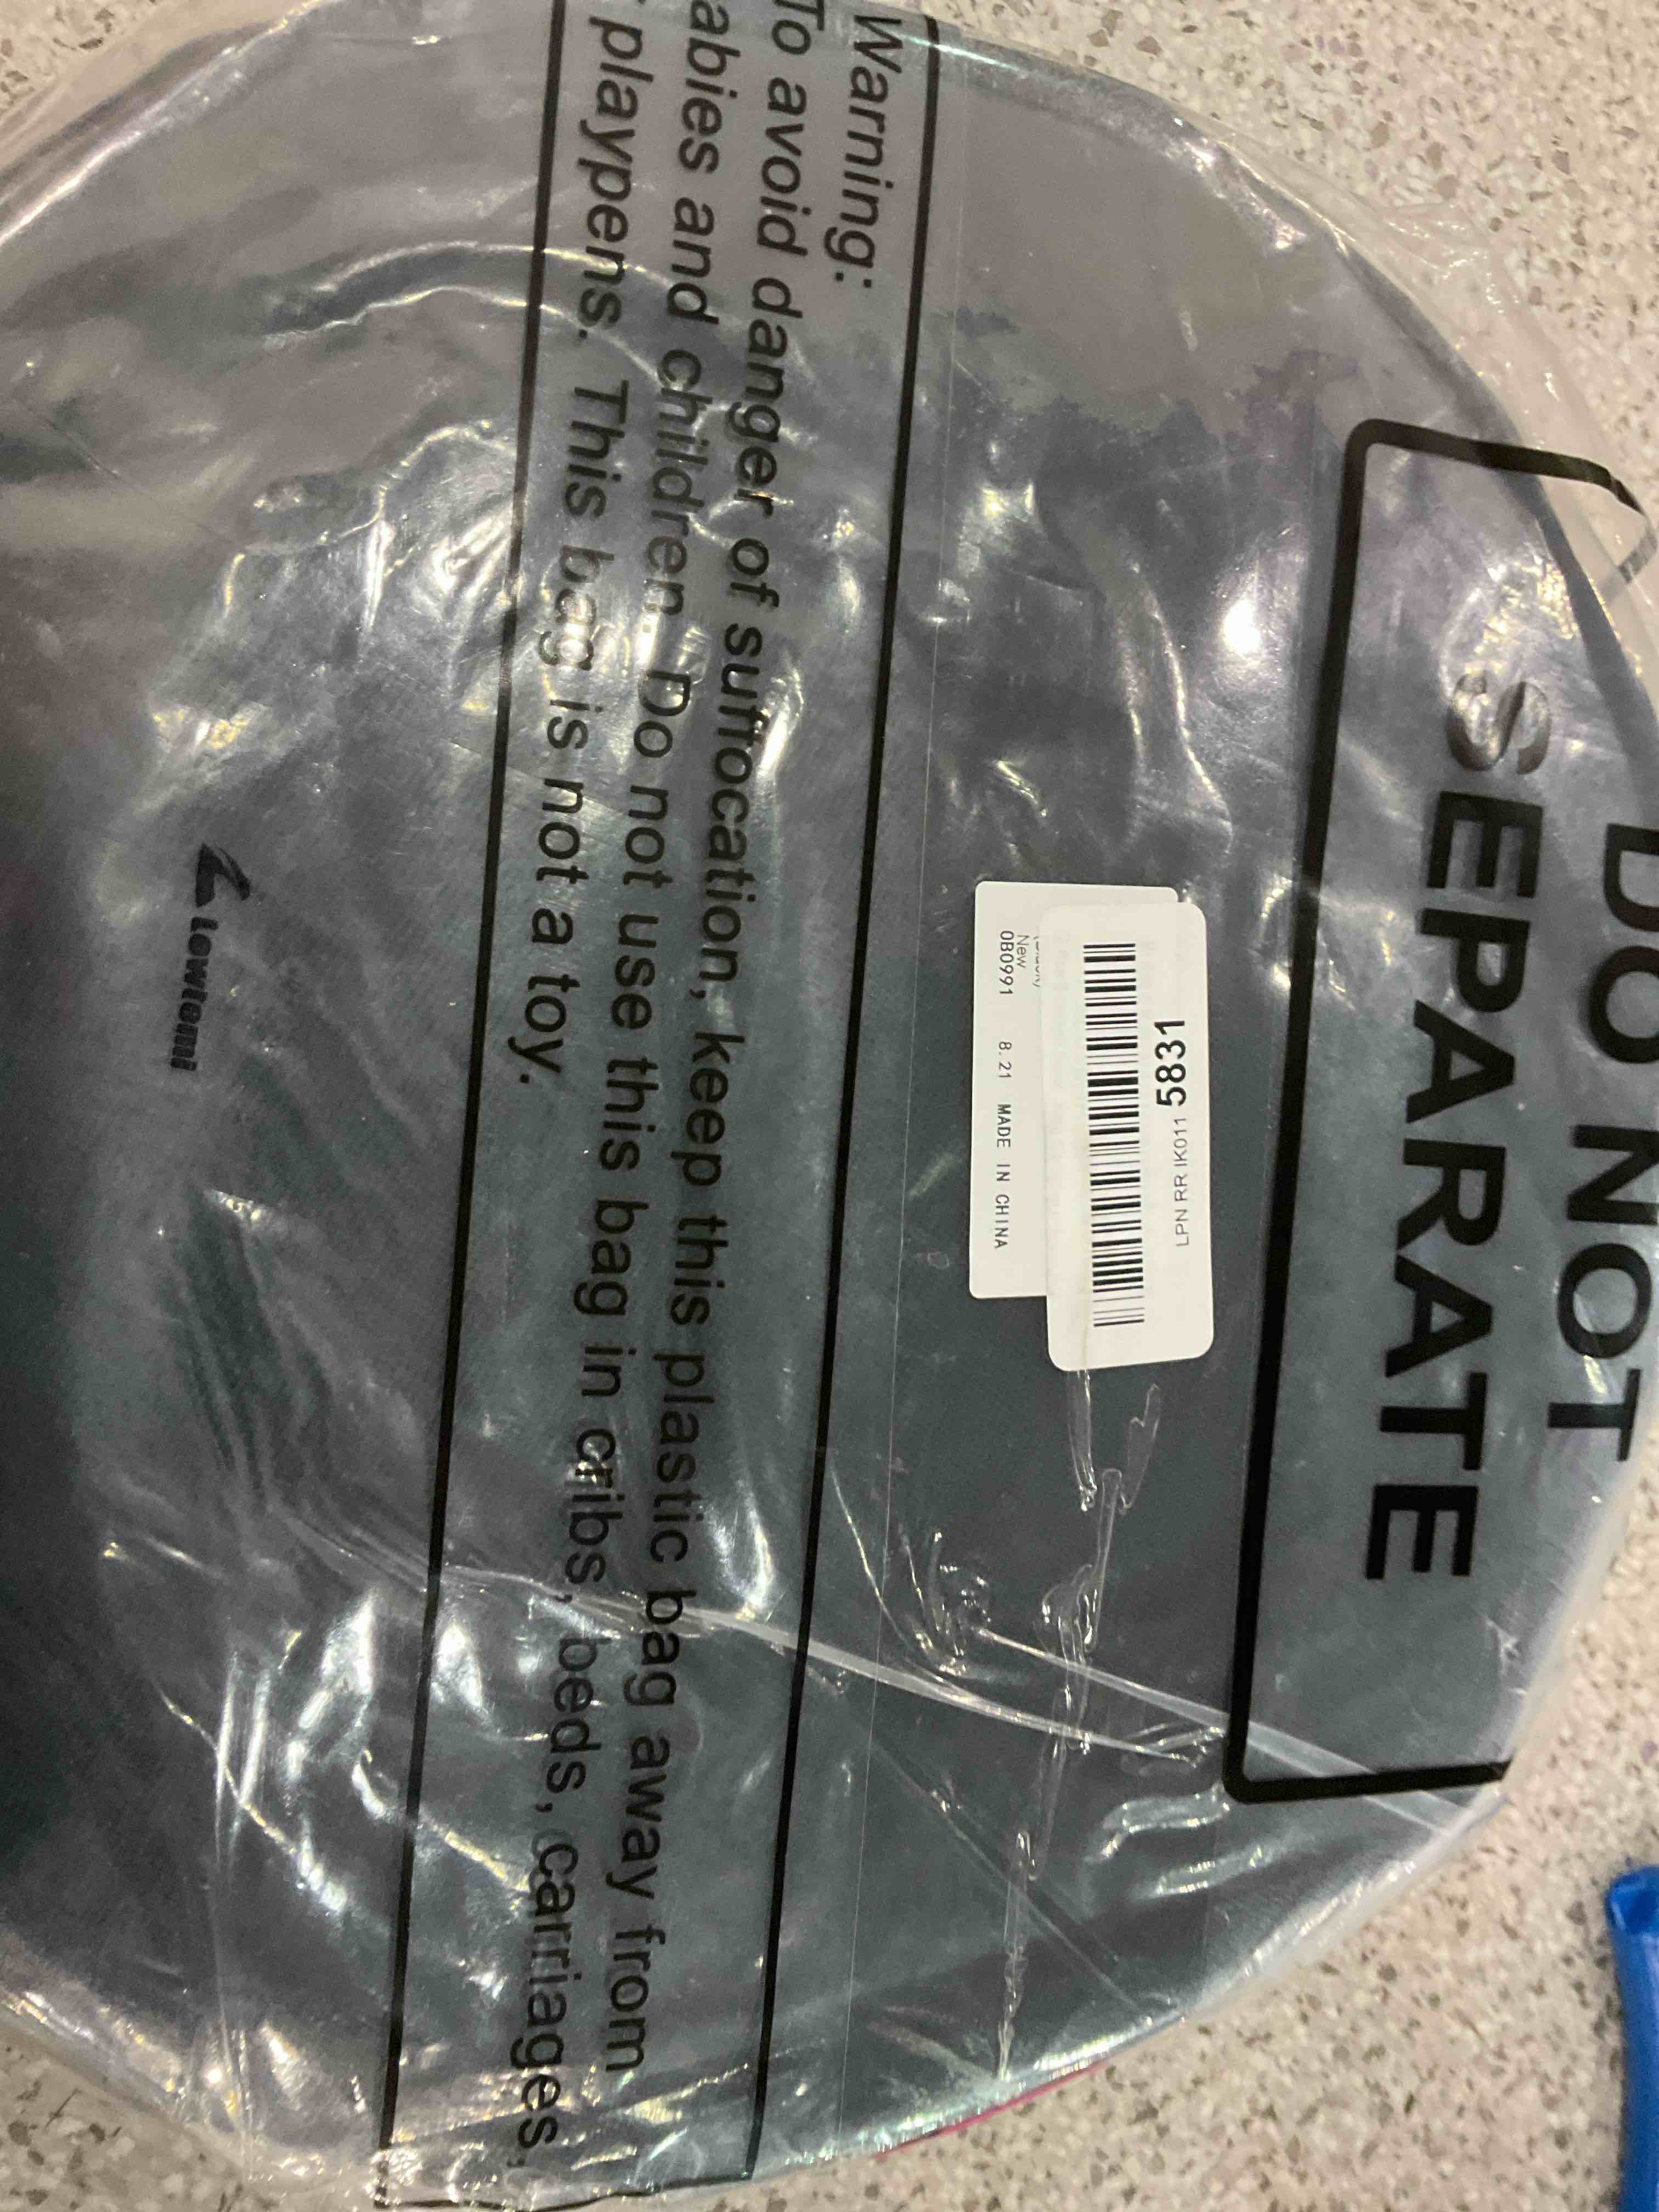 DO NOT
SEPARATE
LPN RR IK011 5831
New
0B0991 8.21 MADE IN CHINA
Warning:
To avoid danger of suffocation, keep this plastic bag away from
abies and children. Do not use this bag in cribs, beds, carriages,
playpens. This bag is not a toy.